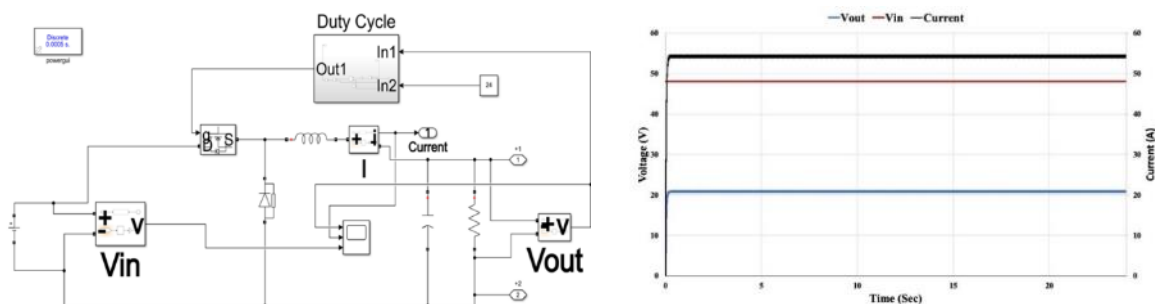 Discrete
0.0005 s.
powergui
Duty Cycle
In1
Out1
In2
24
g
D
S
+
i
I
1
Current
+1
1
+
-
v
Vin
+
v
Vout
+2
2
Vout Vin Current
60
50
40
30
20
10
0
Voltage (V)
60
50
40
30
20
10
0
Current (A)
0 5 10 15 20
Time (Sec)